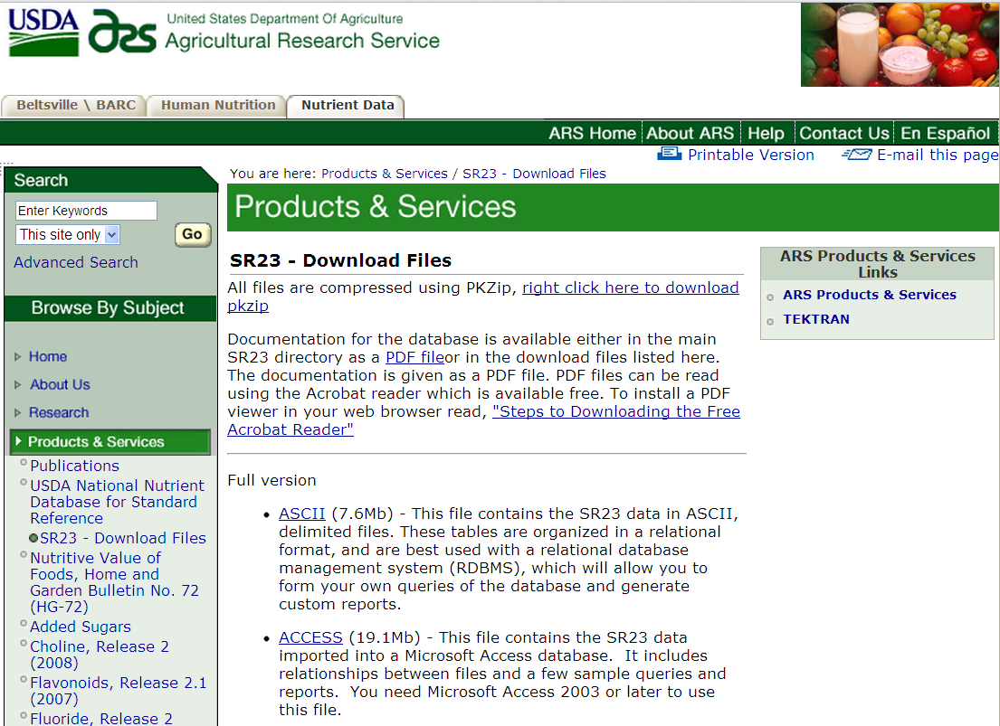 USDA
ars
United States Department Of Agriculture
Agricultural Research Service
Beltsville \ BARC
Human Nutrition
Nutrient Data
ARS Home
About ARS
Help
Contact Us
En Español
Printable Version
E-mail this page
Search
Enter Keywords
This site only
Go
Advanced Search
Browse By Subject
Home
About Us
Research
Products & Services
Publications
USDA National Nutrient
Database for Standard
Reference
SR23 - Download Files
Nutritive Value of
Foods, Home and
Garden Bulletin No. 72
(HG-72)
Added Sugars
Choline, Release 2
(2008)
Flavonoids, Release 2.1
(2007)
Fluoride, Release 2
You are here: Products & Services / SR23 - Download Files
Products & Services
SR23 - Download Files
All files are compressed using PKZip, right click here to download
pkzip
Documentation for the database is available either in the main
SR23 directory as a PDF fileor in the download files listed here.
The documentation is given as a PDF file. PDF files can be read
using the Acrobat reader which is available free. To install a PDF
viewer in your web browser read, "Steps to Downloading the Free
Acrobat Reader"
Full version
ASCII (7.6Mb) - This file contains the SR23 data in ASCII,
delimited files. These tables are organized in a relational
format, and are best used with a relational database
management system (RDBMS), which will allow you to
form your own queries of the database and generate
custom reports.
ACCESS (19.1Mb) - This file contains the SR23 data
imported into a Microsoft Access database.  It includes
relationships between files and a few sample queries and
reports.  You need Microsoft Access 2003 or later to use
this file.
ARS Products & Services
Links
ARS Products & Services
TEKTRAN